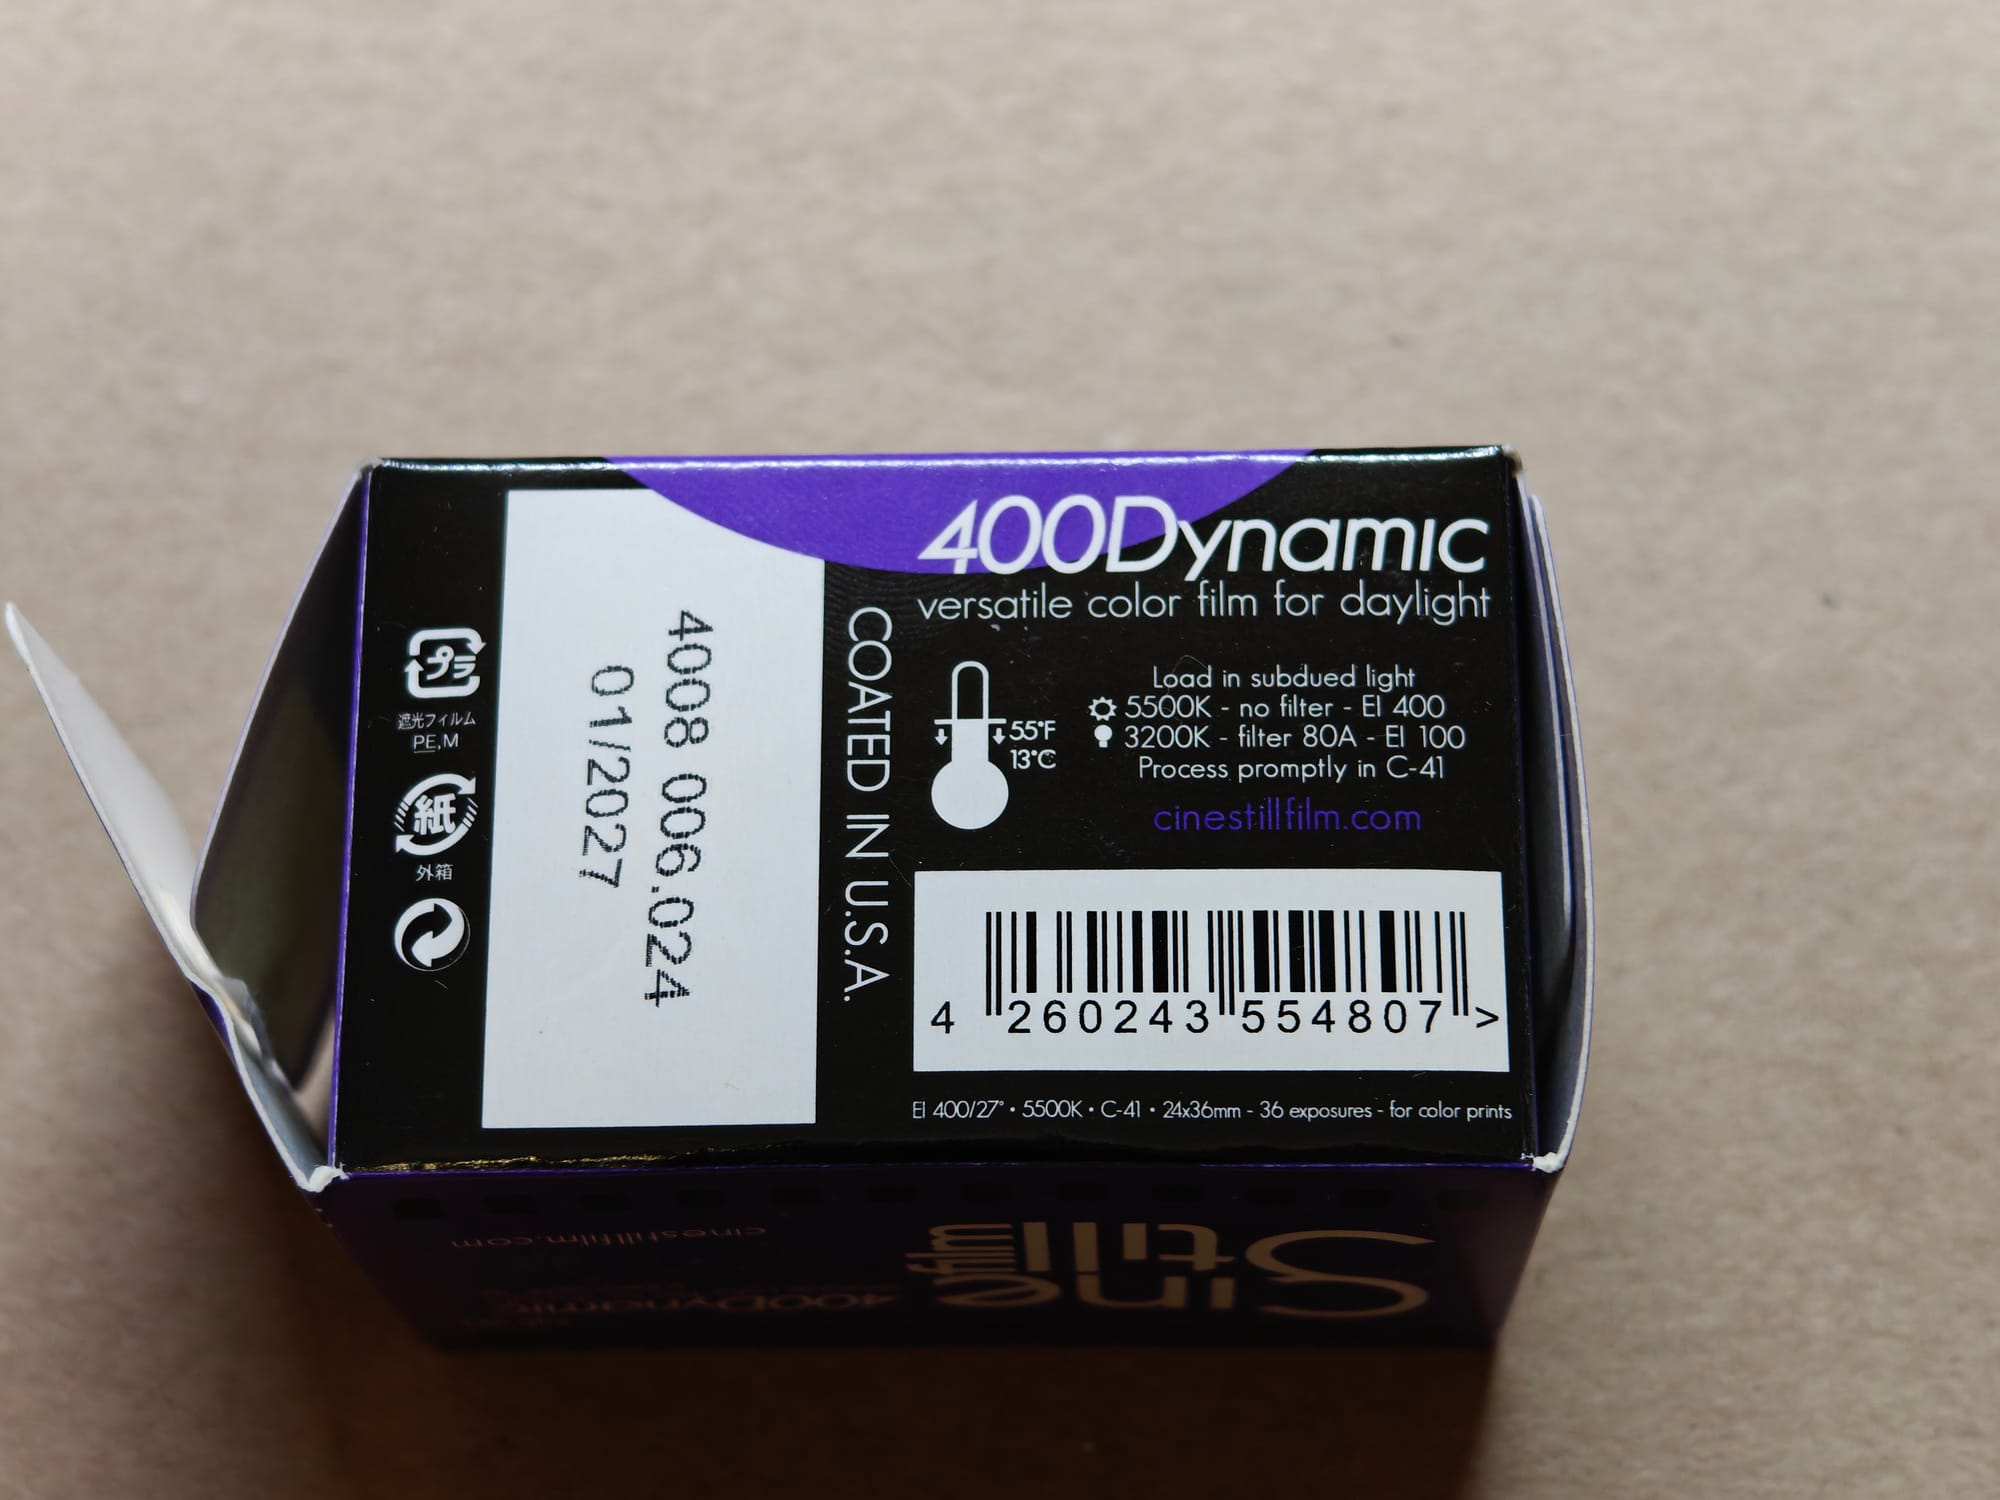 400Dynamic
versatile color film for daylight
Load in subdued light
5500K - no filter - EI 400
3200K - filter 80A - EI 100
Process promptly in C-41
cinestillfilm.com
55°F
13°C
COATED IN U.S.A.
4008 006.024
01/2027
プラ
遮光フィルム
PE,M
紙
外箱
4 260243 554807 >
EI 400/27° • 5500K • C-41 • 24x36mm - 36 exposures - for color prints
CineStill
film
cinestillfilm.com
400Dynamic